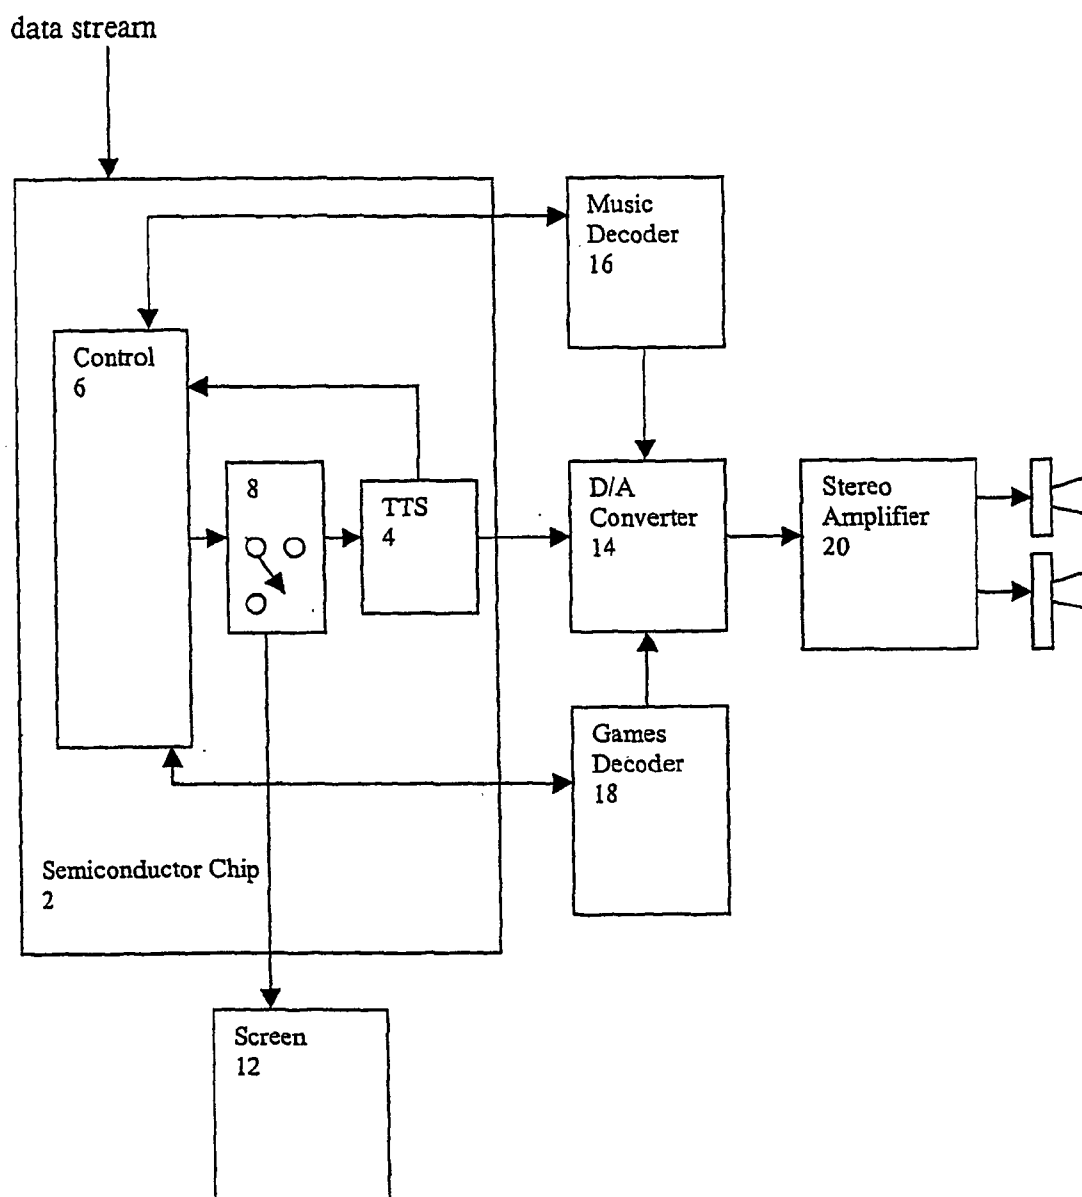 data stream
Music
Decoder
16
Control
6
8
TTS
4
D/A
Converter
14
Stereo
Amplifier
20
Games
Decoder
18
Semiconductor Chip
2
Screen
12